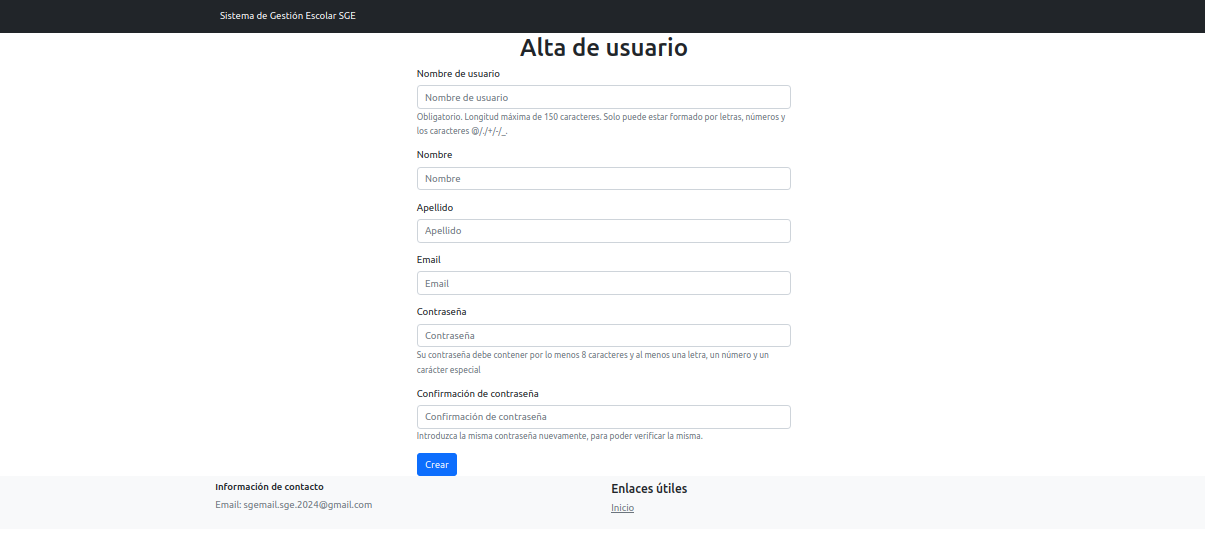 Sistema de Gestión Escolar SGE
Alta de usuario
Nombre de usuario
Nombre de usuario
Obligatorio. Longitud máxima de 150 caracteres. Solo puede estar formado por letras, números y
los caracteres @/./+/-/_.
Nombre
Nombre
Apellido
Apellido
Email
Email
Contraseña
Contraseña
Su contraseña debe contener por lo menos 8 caracteres y al menos una letra, un número y un
carácter especial
Confirmación de contraseña
Confirmación de contraseña
Introduzca la misma contraseña nuevamente, para poder verificar la misma.
Crear
Información de contacto
Email: sgemail.sge.2024@gmail.com
Enlaces útiles
Inicio